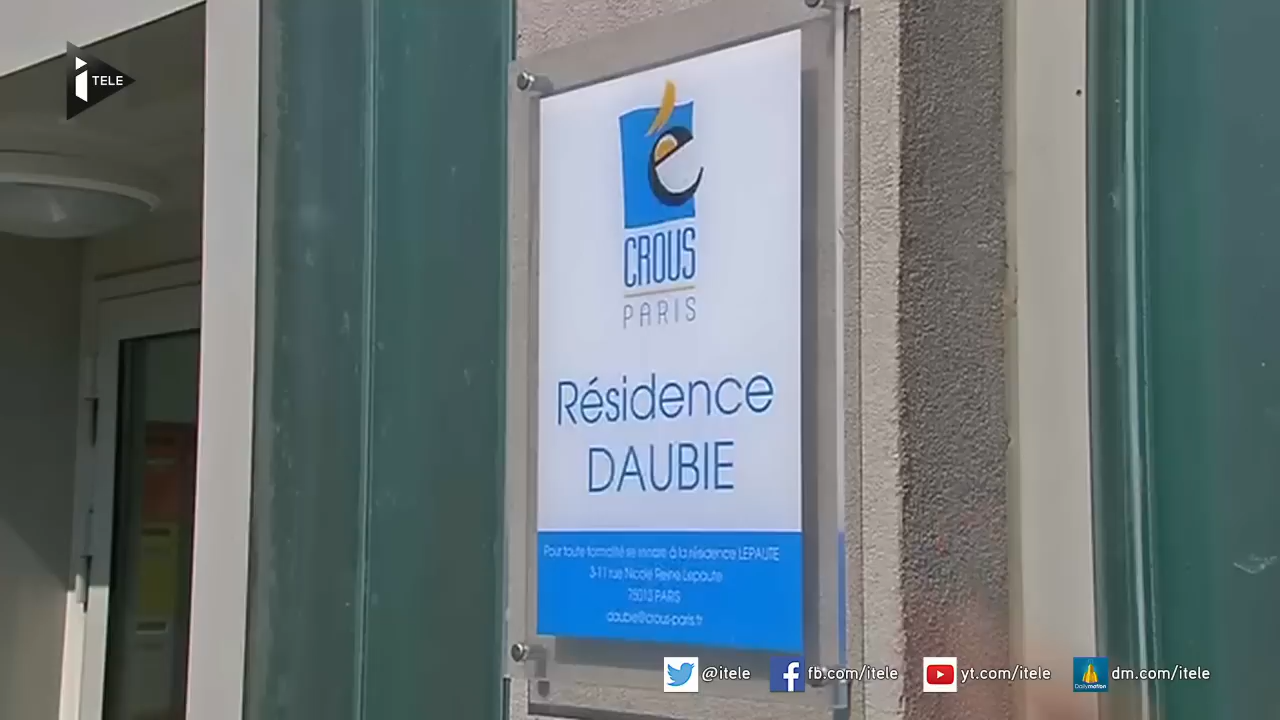 i TELE
é
CROUS
PARIS
Résidence
DAUBIE
Pour toute formalité se rendre à la résidence LEPAUTE
3-11 rue Nicole Reine Lepaute
75013 PARIS
daubie@crous-paris.fr
@itele fb.com/itele yt.com/itele dm.com/itele
Dailymotion